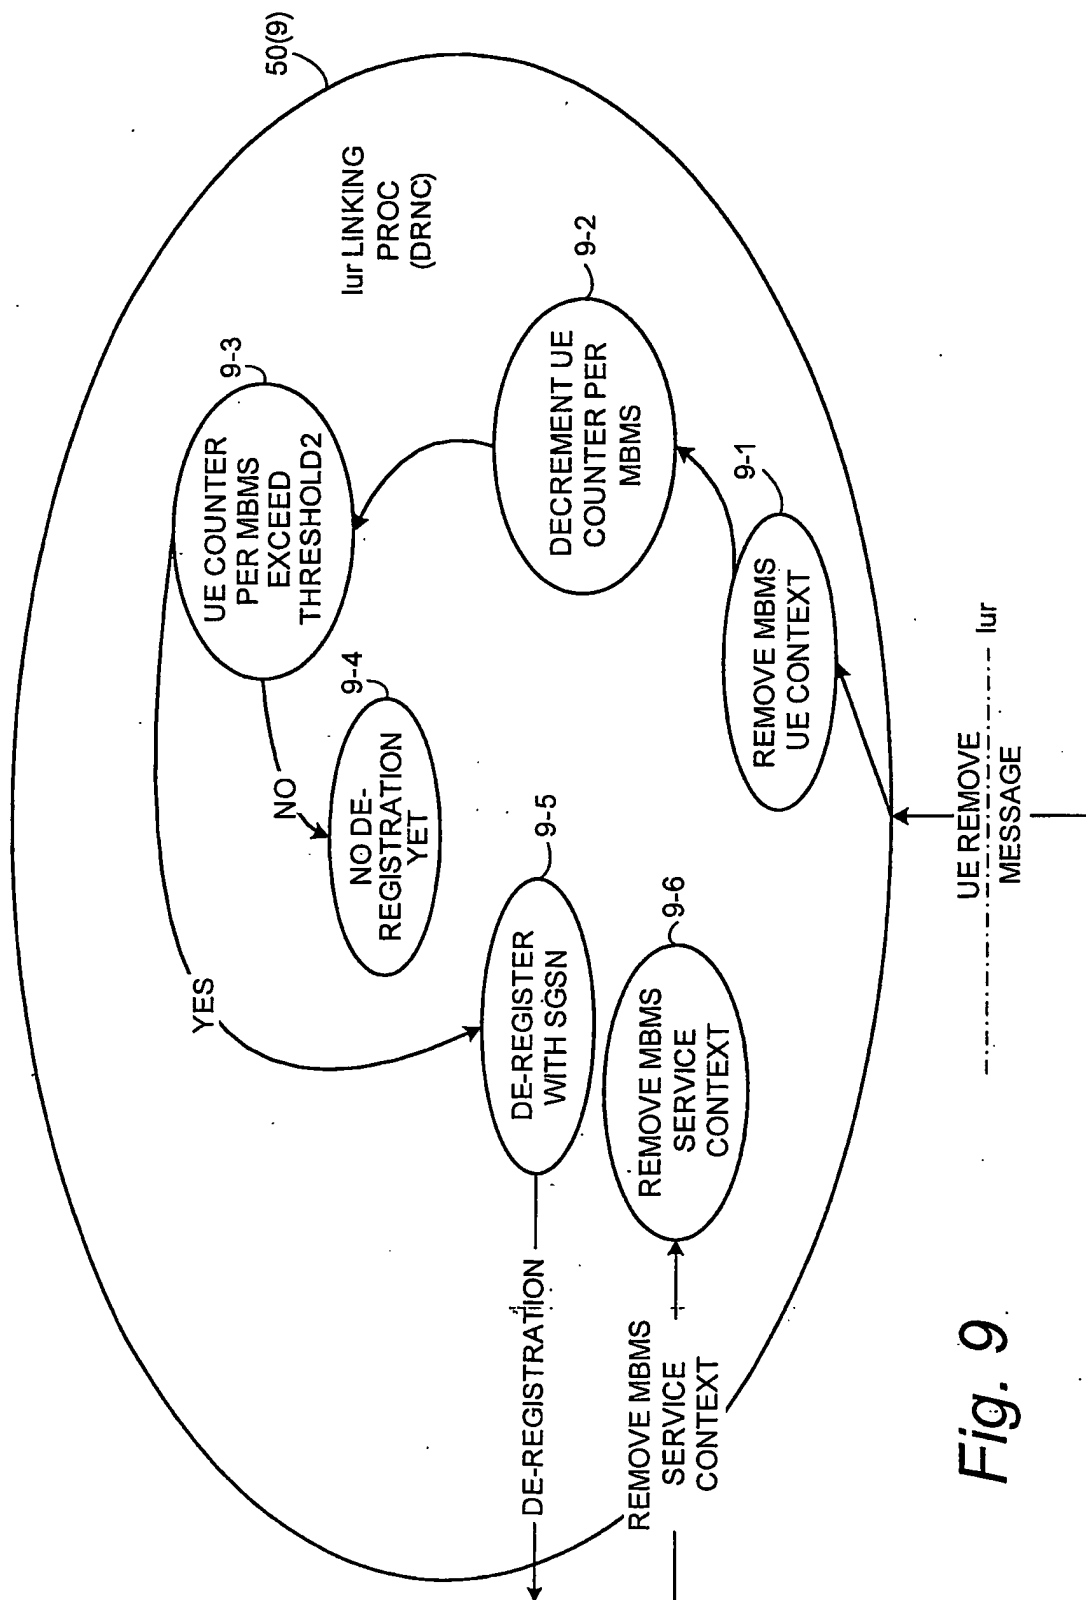 50(9)
Iur LINKING
PROC
(DRNC)
9-3
UE COUNTER
PER MBMS
EXCEED
THRESHOLD2
9-2
DECREMENT UE
COUNTER PER
MBMS
9-1
REMOVE MBMS
UE CONTEXT
NO
9-4
NO DE-
REGISTRATION
YET
YES
9-5
DE-REGISTER
WITH SGSN
9-6
REMOVE MBMS
SERVICE
CONTEXT
DE-REGISTRATION
REMOVE MBMS
SERVICE
CONTEXT
UE REMOVE
MESSAGE
Iur
Fig. 9